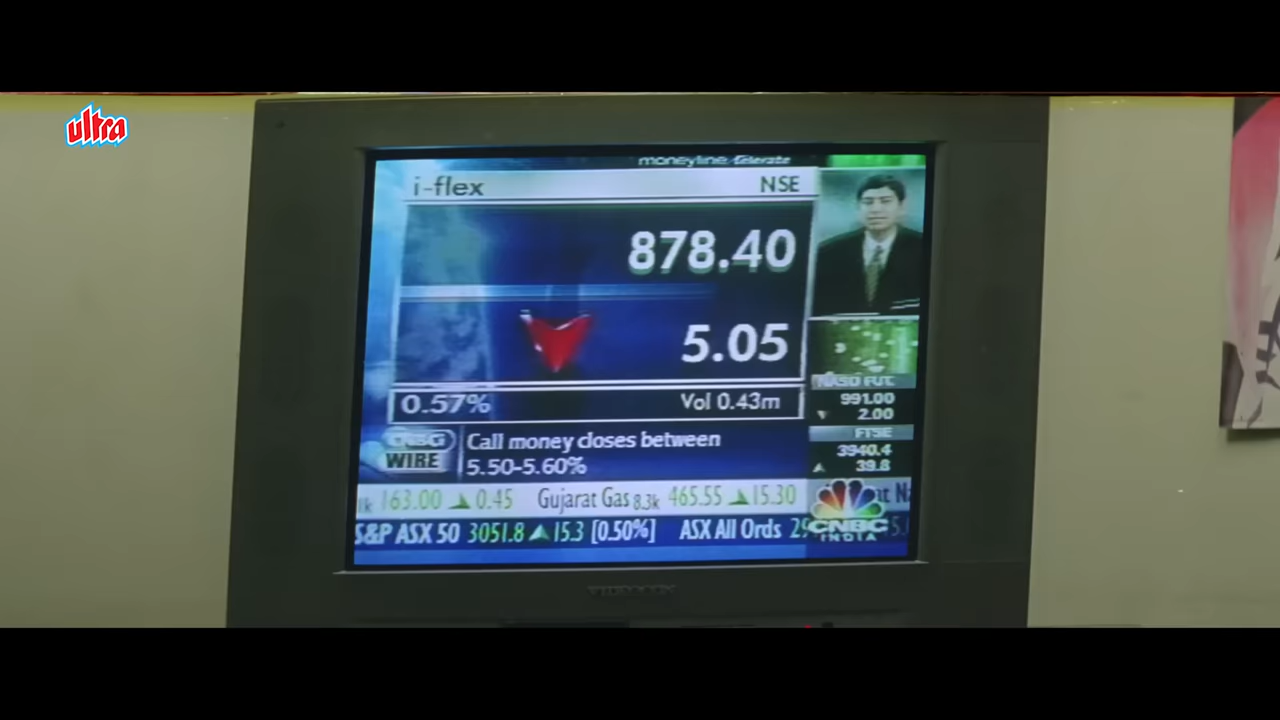 ultra
moneyline telerate
i-flex NSE
878.40
5.05
0.57% Vol 0.43m
CNBC WIRE
Call money closes between
5.50-5.60%
NASD FUT.
991.00
2.00
FTSE
3940.4
39.8
163.00 0.45 Gujarat Gas 8.3k 465.55 15.30
S&P ASX 50 3051.8 15.3 [0.50%] ASX All Ords
CNBC
INDIA
VIDEOCON